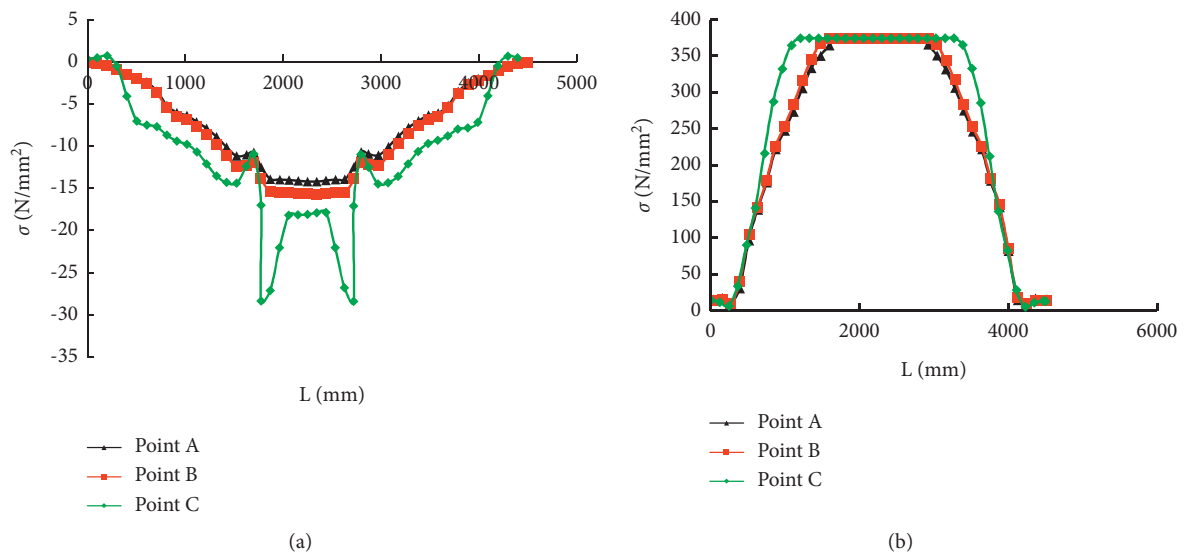 5
0
-5
-10
-15
-20
-25
-30
-35
0 1000 2000 3000 4000 5000
σ (N/mm²)
L (mm)
Point A
Point B
Point C
(a)
400
350
300
250
200
150
100
50
0
0 2000 4000 6000
σ (N/mm²)
L (mm)
Point A
Point B
Point C
(b)